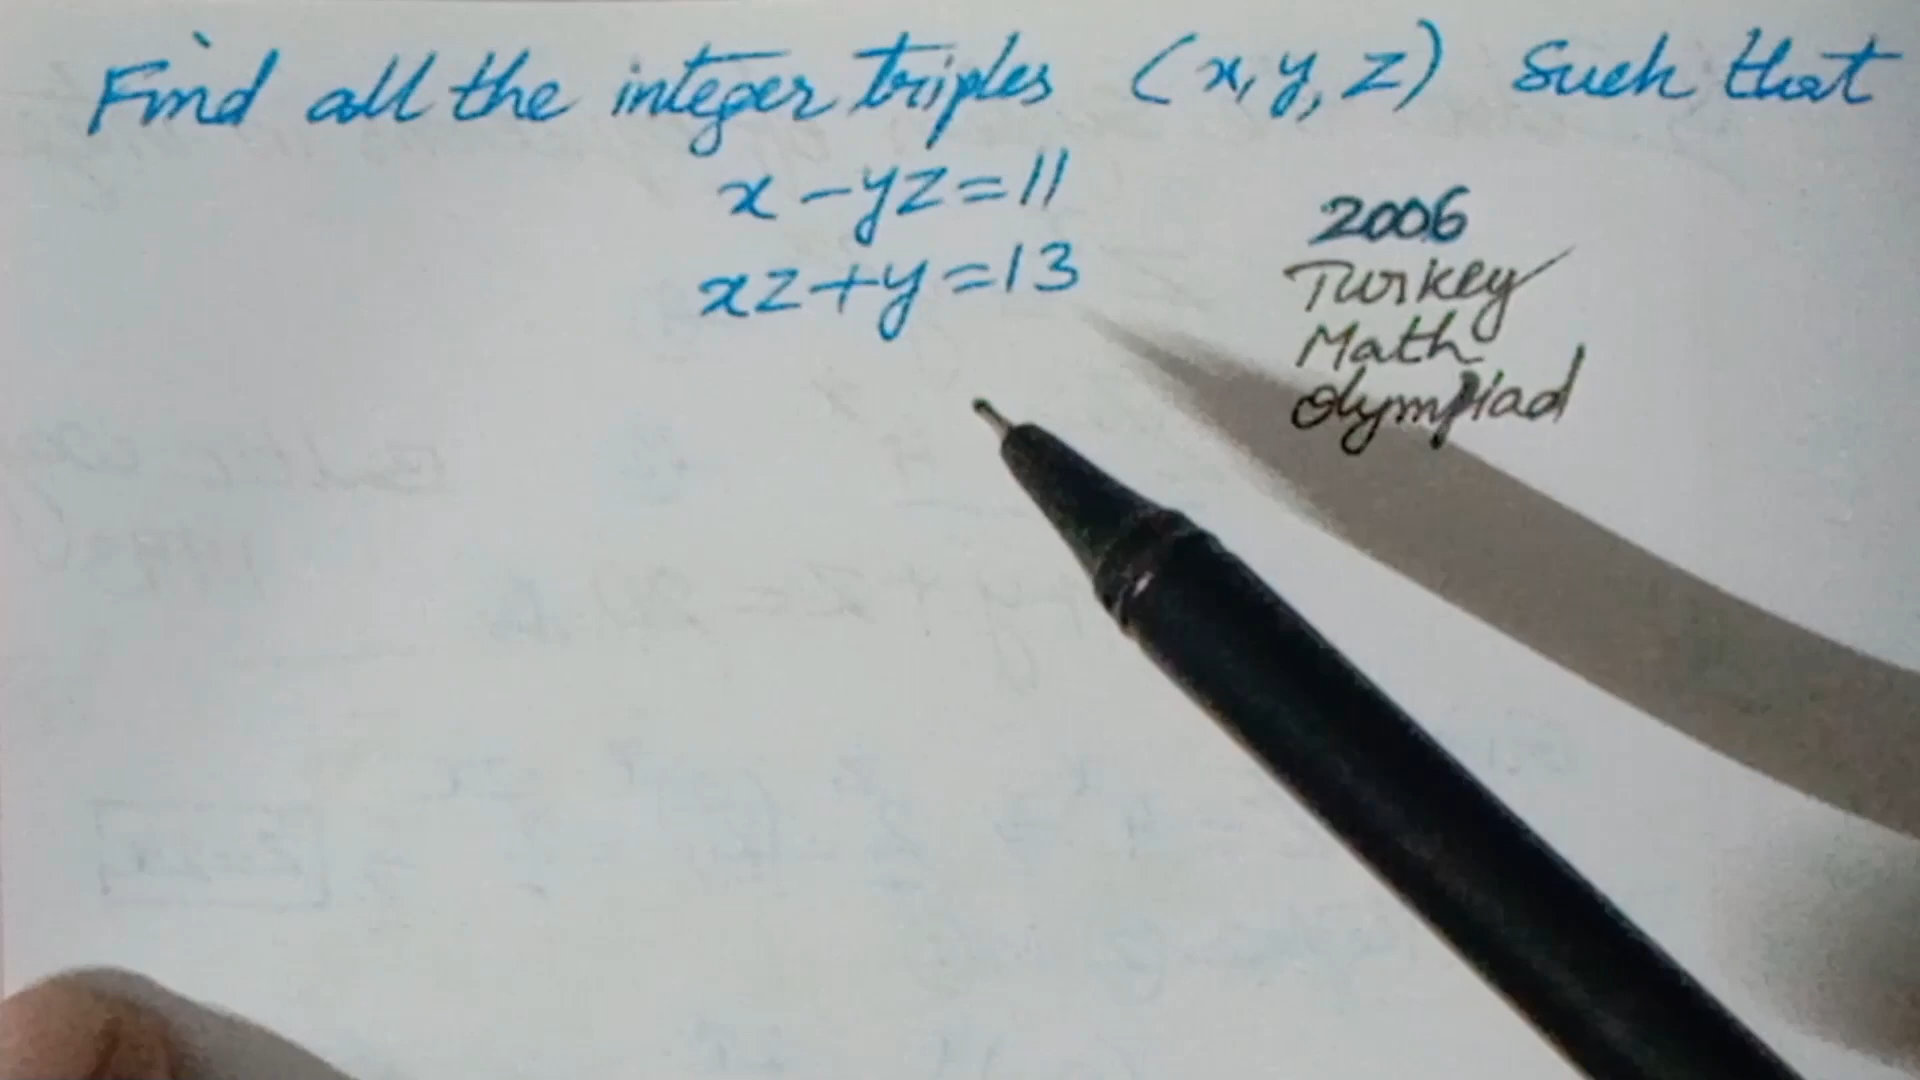 Find all the integer triples (x, y, z) such that
x - yz = 11
xz + y = 13
2006
Turkey
Math
Olympiad